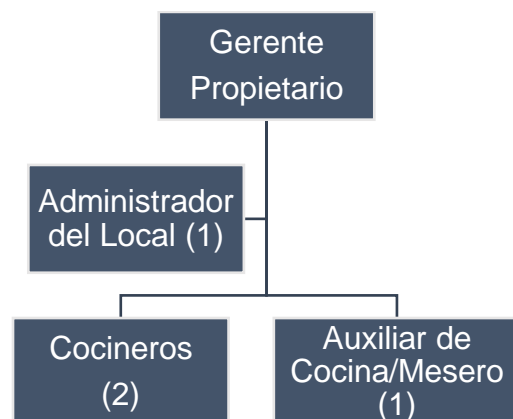 Gerente
Propietario
Administrador
del Local (1)
Cocineros
(2)
Auxiliar de
Cocina/Mesero
(1)